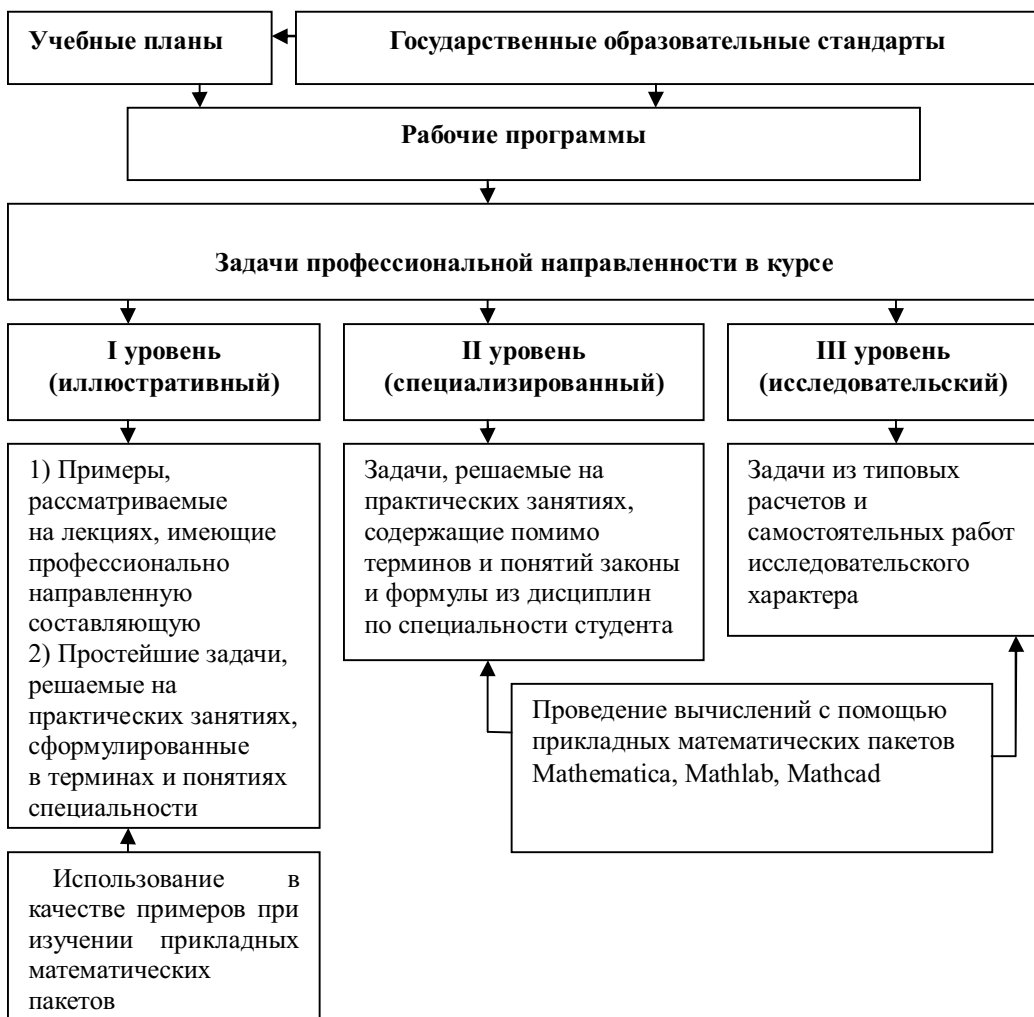 Учебные планы
Государственные образовательные стандарты
Рабочие программы
Задачи профессиональной направленности в курсе
I уровень
(иллюстративный)
II уровень
(специализированный)
III уровень
(исследовательский)
1) Примеры,
рассматриваемые
на лекциях, имеющие
профессионально
направленную
составляющую
2) Простейшие задачи,
решаемые на
практических занятиях,
сформулированные
в терминах и понятиях
специальности
Задачи, решаемые на
практических занятиях,
содержащие помимо
терминов и понятий законы
и формулы из дисциплин
по специальности студента
Задачи из типовых
расчетов и
самостоятельных работ
исследовательского
характера
Проведение вычислений с помощью
прикладных математических пакетов
Mathematica, Mathlab, Mathcad
Использование в
качестве примеров при
изучении прикладных
математических
пакетов